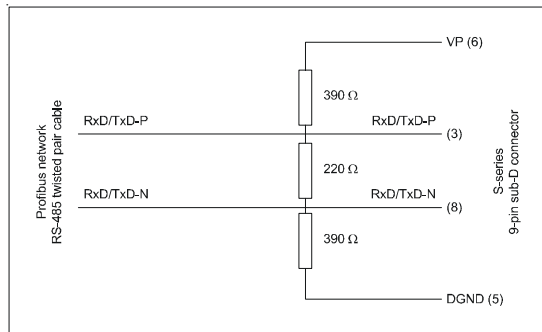 VP (6)
390 Ω
RxD/TxD-P
RxD/TxD-P
(3)
220 Ω
RxD/TxD-N
RxD/TxD-N
(8)
390 Ω
DGND (5)
Profibus network
RS-485 twisted pair cable
S-series
9-pin sub-D connector